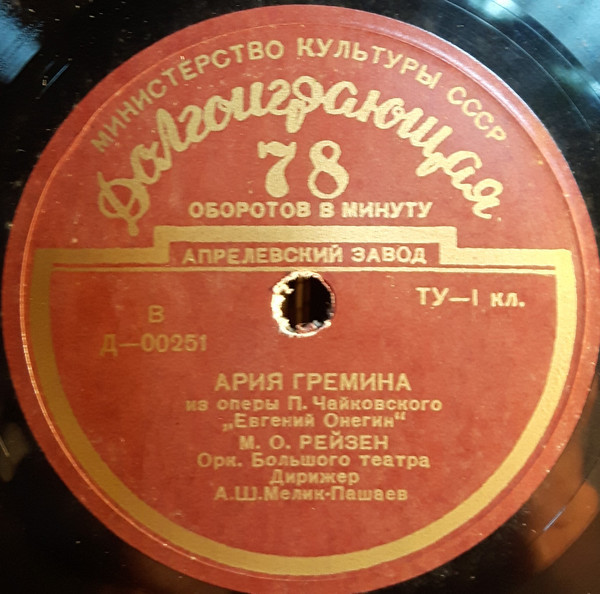 МИНИСТЕРСТВО КУЛЬТУРЫ СССР
Долгоиграющая
78
ОБОРОТОВ В МИНУТУ
АПРЕЛЕВСКИЙ ЗАВОД
В
Д—00251
ТУ—I кл.
АРИЯ ГРЕМИНА
из оперы П. Чайковского
„Евгений Онегин“
М. О. РЕЙЗЕН
Орк. Большого театра
Дирижер
А.Ш.Мелик-Пашаев